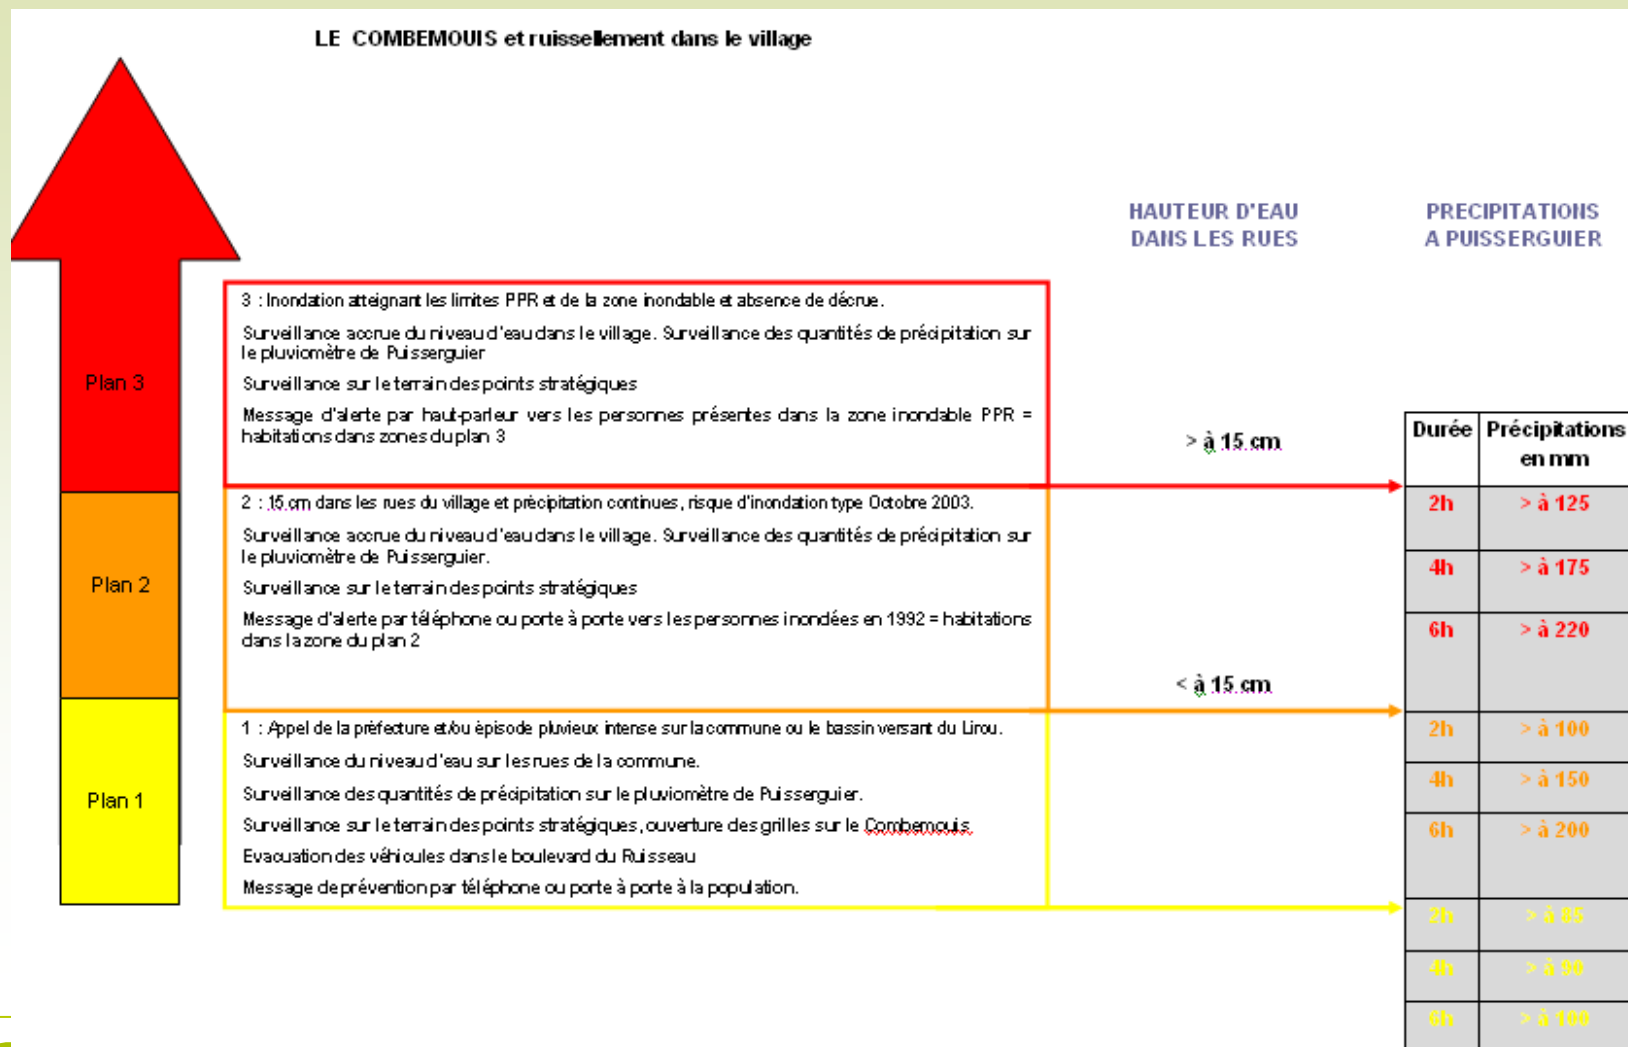 LE COMBEMOUIS et ruissellement dans le village
HAUTEUR D'EAU
DANS LES RUES
PRECIPITATIONS
A PUISSERGUIER
Plan 3
3 : Inondation atteignant les limites PPR et de la zone inondable et absence de décrue.
Surveillance accrue du niveau d'eau dans le village. Surveillance des quantités de précipitation sur
le pluviomètre de Puisserguier
Surveillance sur le terrain des points stratégiques
Message d'alerte par haut-parleur vers les personnes présentes dans la zone inondable PPR =
habitations dans zones du plan 3
> à 15 cm
Plan 2
2 : 15 cm dans les rues du village et précipitation continues, risque d'inondation type Octobre 2003.
Surveillance accrue du niveau d'eau dans le village. Surveillance des quantités de précipitation sur
le pluviomètre de Puisserguier.
Surveillance sur le terrain des points stratégiques
Message d'alerte par téléphone ou porte à porte vers les personnes inondées en 1992 = habitations
dans la zone du plan 2
< à 15 cm
Plan 1
1 : Appel de la préfecture et/ou épisode pluvieux intense sur la commune ou le bassin versant du Lirou.
Surveillance du niveau d'eau sur les rues de la commune.
Surveillance des quantités de précipitation sur le pluviomètre de Puisserguier.
Surveillance sur le terrain des points stratégiques, ouverture des grilles sur le Combemouis.
Evacuation des véhicules dans le boulevard du Ruisseau
Message de prévention par téléphone ou porte à porte à la population.
Durée Précipitations
en mm
2h > à 125
4h > à 175
6h > à 220
2h > à 100
4h > à 150
6h > à 200
2h > à 85
4h > à 90
6h > à 100